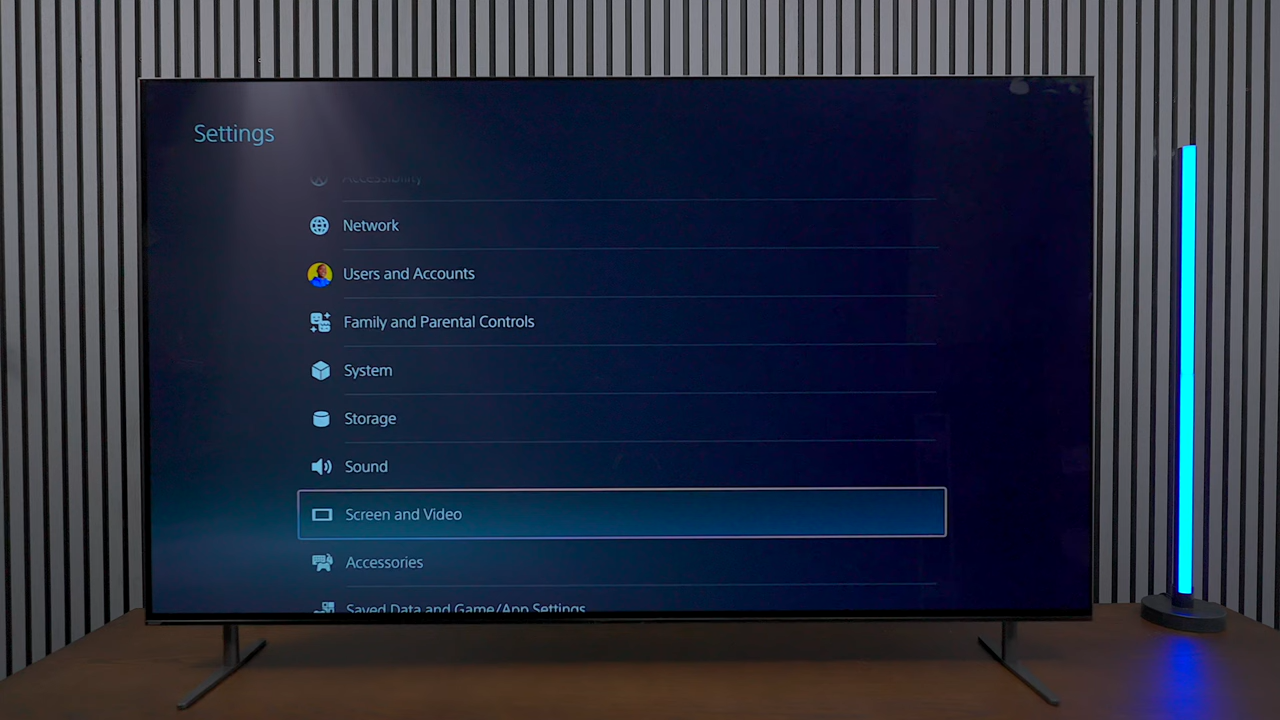 Settings
Accessibility
Network
Users and Accounts
Family and Parental Controls
System
Storage
Sound
Screen and Video
Accessories
Saved Data and Game/App Settings